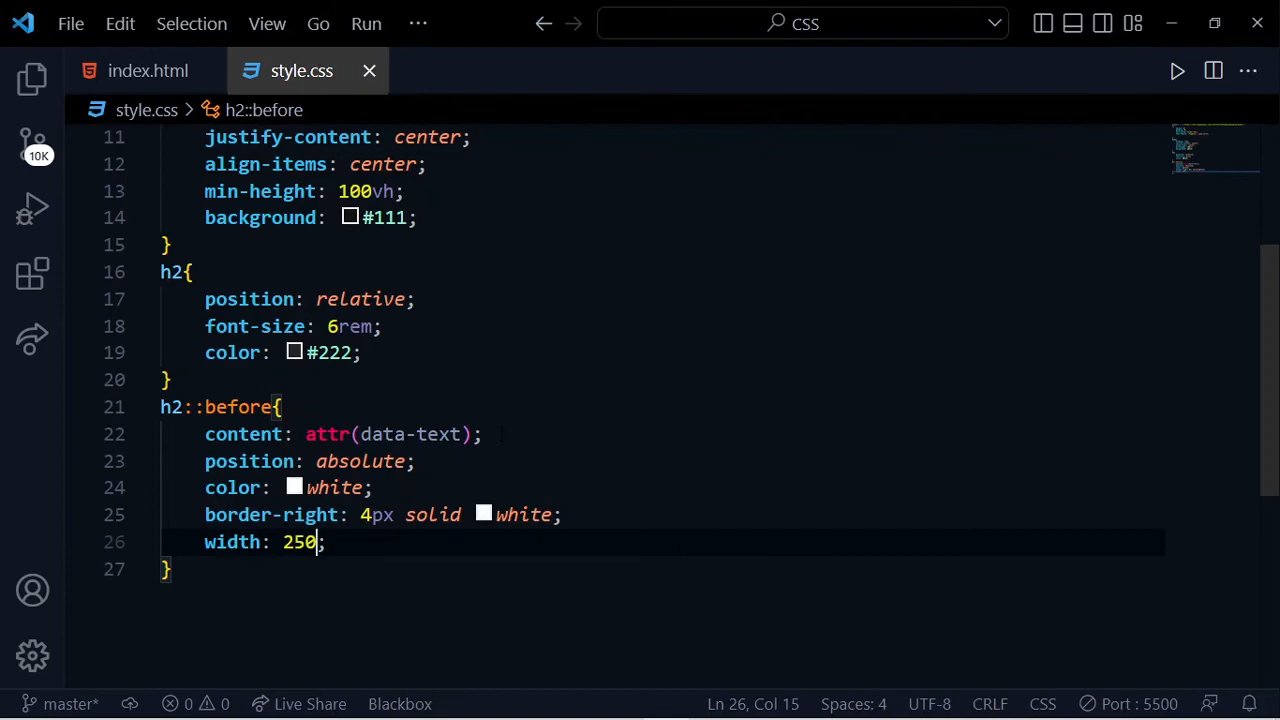 File Edit Selection View Go Run ··· css
index.html style.css
style.css > h2::before
10K
11 justify-content: center;
12 align-items: center;
13 min-height: 100vh;
14 background: #111;
15 }
16 h2{
17 position: relative;
18 font-size: 6rem;
19 color: #222;
20 }
21 h2::before{
22 content: attr(data-text);
23 position: absolute;
24 color: white;
25 border-right: 4px solid white;
26 width: 250;
27 }
master* 0 0 Live Share Blackbox Ln 26, Col 15 Spaces: 4 UTF-8 CRLF CSS Port : 5500